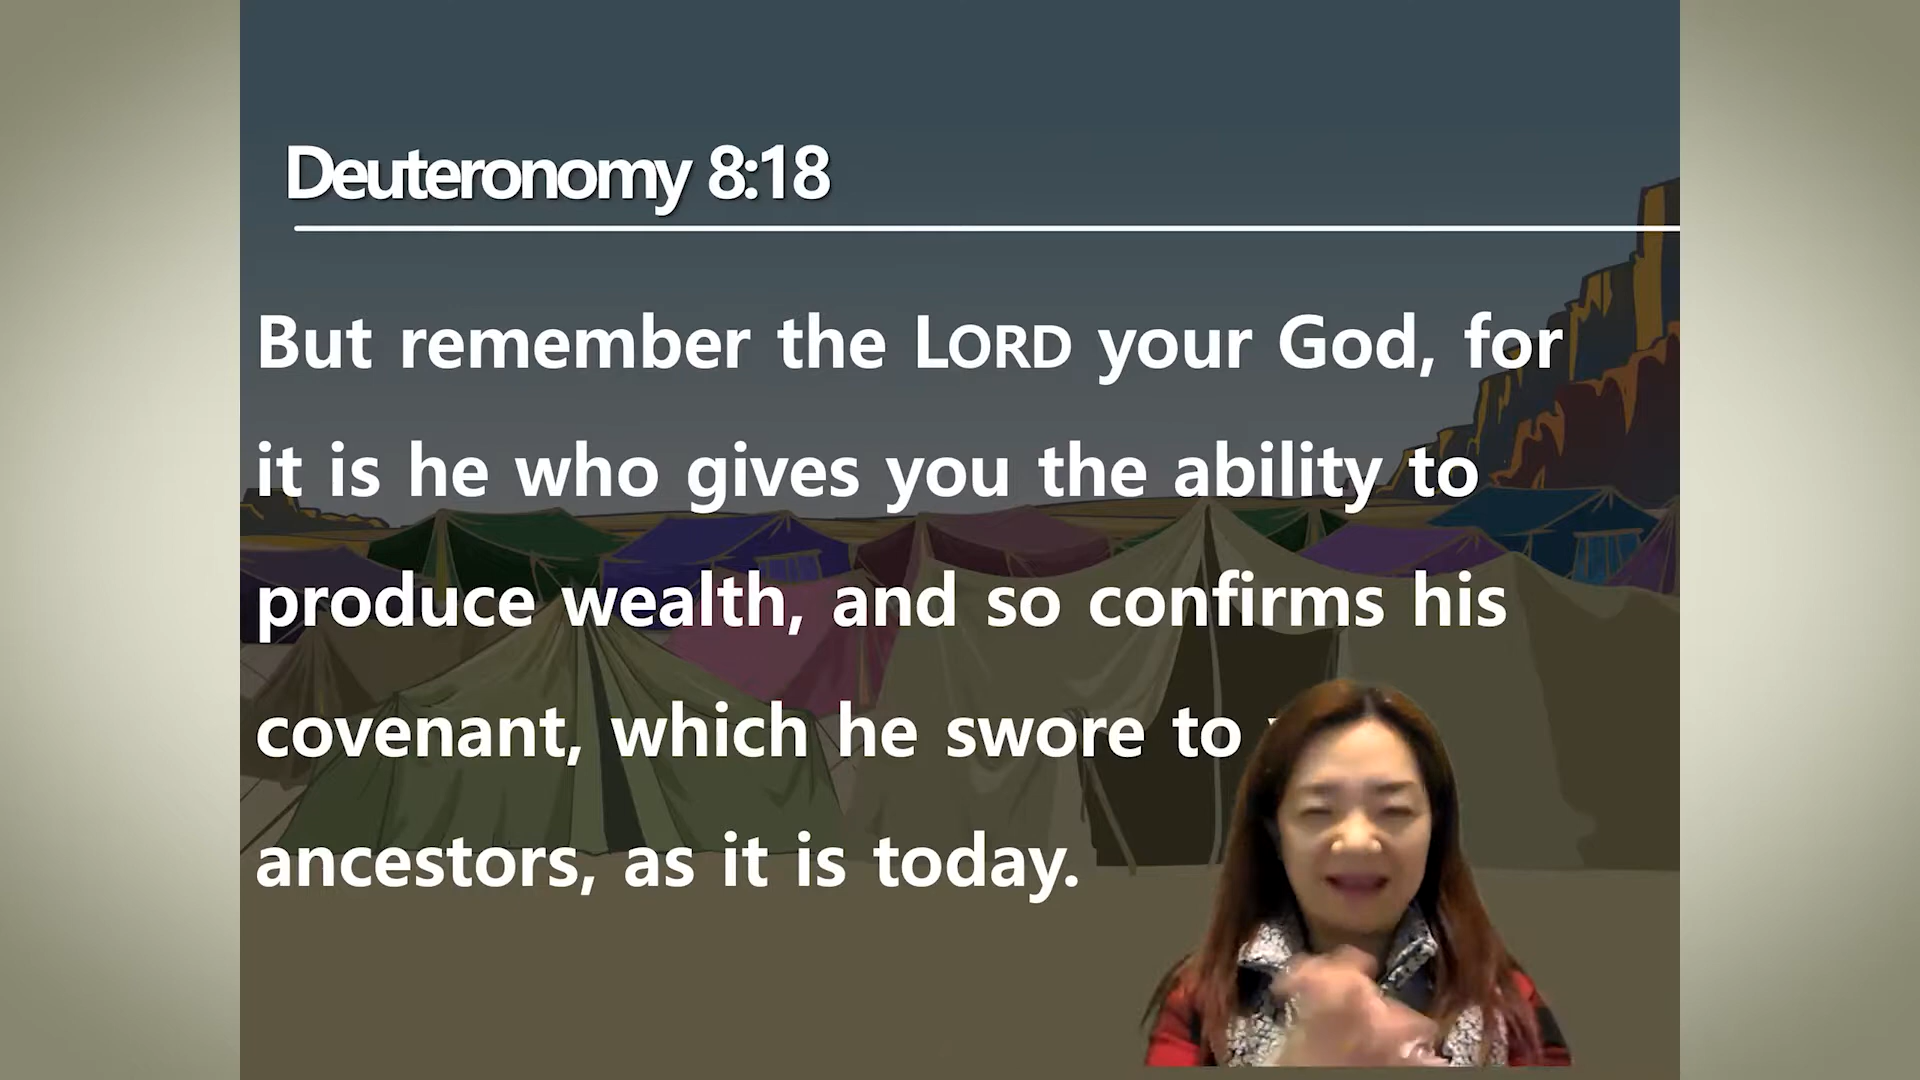 Deuteronomy 8:18
But remember the LORD your God, for
it is he who gives you the ability to
produce wealth, and so confirms his
covenant, which he swore to
ancestors, as it is today.